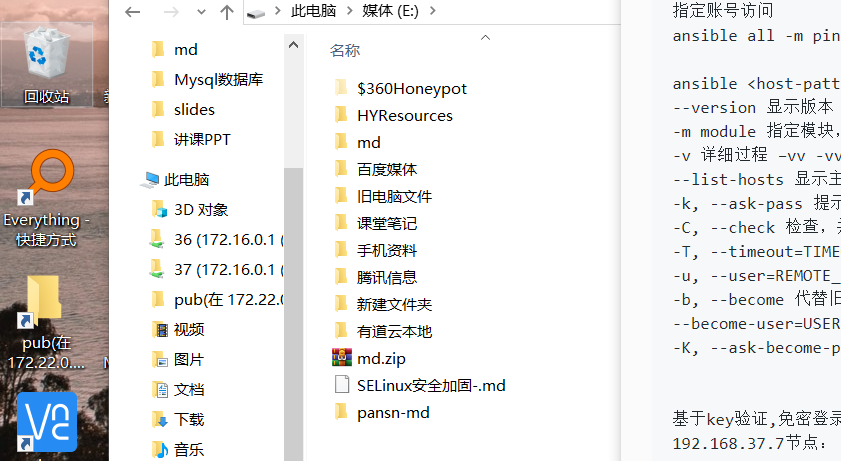 回收站
Everything -
快捷方式
pub(在
172.22.0....
此电脑 > 媒体 (E:) >
md
Mysql数据库
slides
讲课PPT
此电脑
3D 对象
36 (172.16.0.1 (
37 (172.16.0.1 (
pub(在 172.22.0
视频
图片
文档
下载
音乐
名称
$360Honeypot
HYResources
md
百度媒体
旧电脑文件
课堂笔记
手机资料
腾讯信息
新建文件夹
有道云本地
md.zip
SELinux安全加固-.md
pansn-md
指定账号访问
ansible all -m pin
ansible <host-patt
--version 显示版本
-m module 指定模块，
-v 详细过程 –vv -vv
--list-hosts 显示主
-k, --ask-pass 提示
-C, --check 检查，并
-T, --timeout=TIME
-u, --user=REMOTE_
-b, --become 代替旧
--become-user=USER
-K, --ask-become-p
基于key验证,免密登录
192.168.37.7节点：